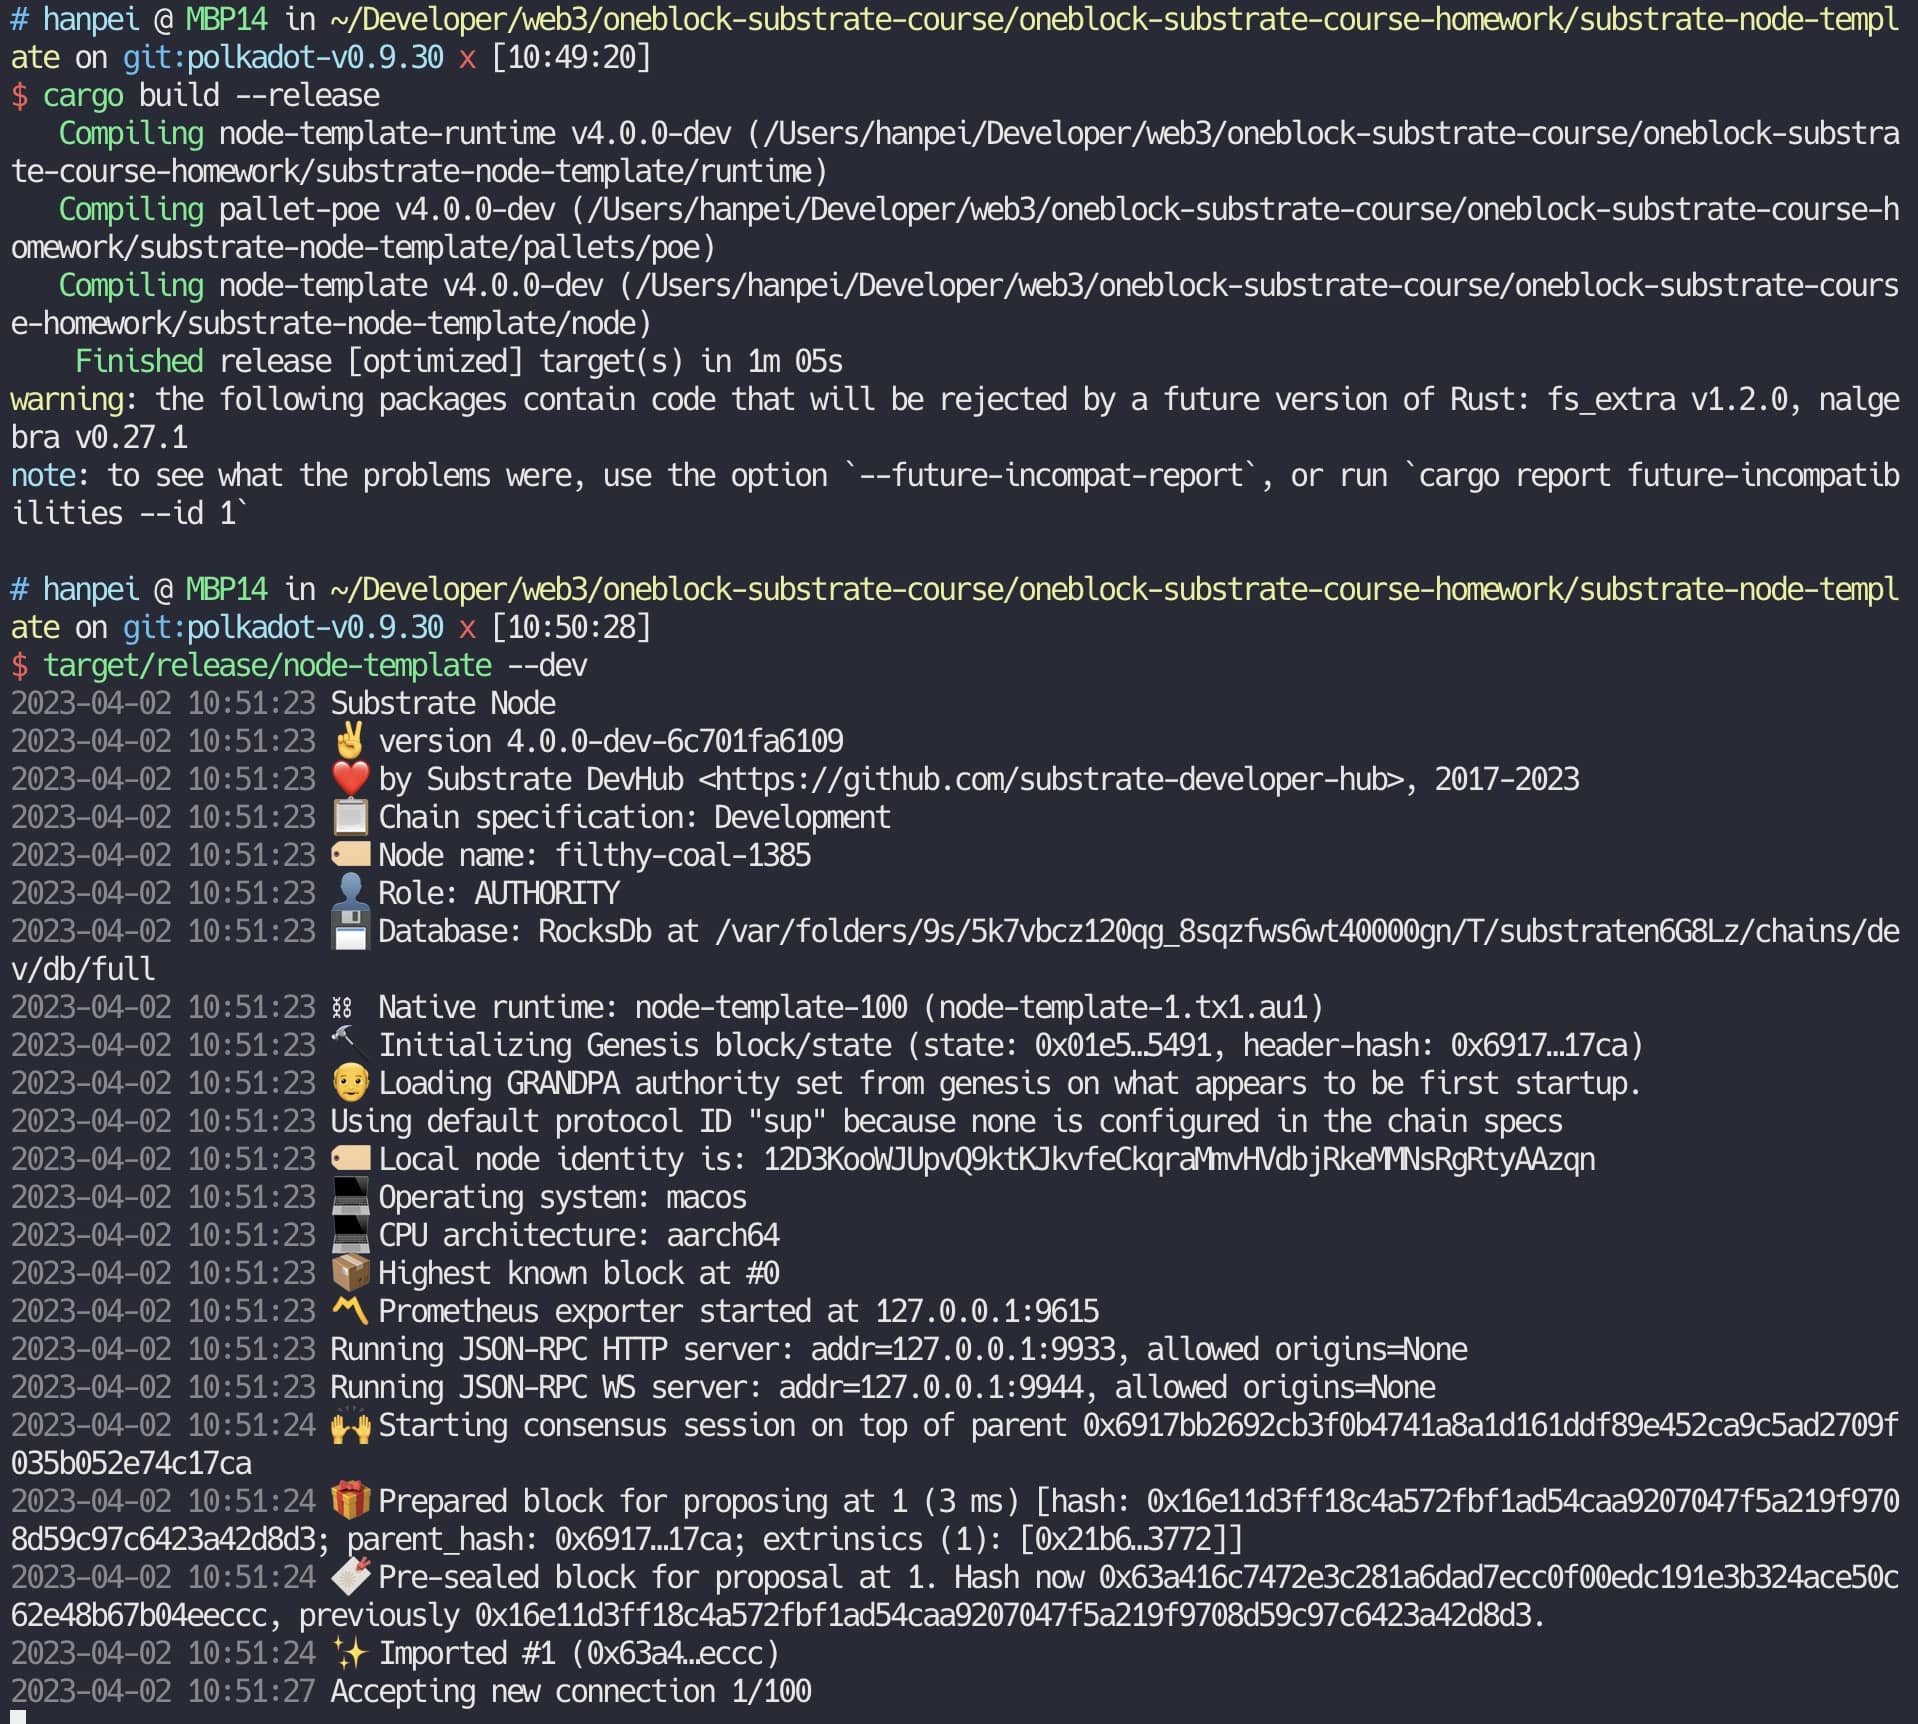 # hanpei @ MBP14 in ~/Developer/web3/oneblock-substrate-course/oneblock-substrate-course-homework/substrate-node-templ
ate on git:polkadot-v0.9.30 x [10:49:20]
$ cargo build --release
   Compiling node-template-runtime v4.0.0-dev (/Users/hanpei/Developer/web3/oneblock-substrate-course/oneblock-substra
te-course-homework/substrate-node-template/runtime)
   Compiling pallet-poe v4.0.0-dev (/Users/hanpei/Developer/web3/oneblock-substrate-course/oneblock-substrate-course-h
omework/substrate-node-template/pallets/poe)
   Compiling node-template v4.0.0-dev (/Users/hanpei/Developer/web3/oneblock-substrate-course/oneblock-substrate-cours
e-homework/substrate-node-template/node)
    Finished release [optimized] target(s) in 1m 05s
warning: the following packages contain code that will be rejected by a future version of Rust: fs_extra v1.2.0, nalge
bra v0.27.1
note: to see what the problems were, use the option `--future-incompat-report`, or run `cargo report future-incompatib
ilities --id 1`
# hanpei @ MBP14 in ~/Developer/web3/oneblock-substrate-course/oneblock-substrate-course-homework/substrate-node-templ
ate on git:polkadot-v0.9.30 x [10:50:28]
$ target/release/node-template --dev
2023-04-02 10:51:23 Substrate Node
2023-04-02 10:51:23 ✌️ version 4.0.0-dev-6c701fa6109
2023-04-02 10:51:23 ❤️ by Substrate DevHub <https://github.com/substrate-developer-hub>, 2017-2023
2023-04-02 10:51:23 📋 Chain specification: Development
2023-04-02 10:51:23 🏷 Node name: filthy-coal-1385
2023-04-02 10:51:23 👤 Role: AUTHORITY
2023-04-02 10:51:23 💾 Database: RocksDb at /var/folders/9s/5k7vbcz120qg_8sqzfws6wt40000gn/T/substraten6G8Lz/chains/de
v/db/full
2023-04-02 10:51:23 ⛓ Native runtime: node-template-100 (node-template-1.tx1.au1)
2023-04-02 10:51:23 🔨 Initializing Genesis block/state (state: 0x01e5…5491, header-hash: 0x6917…17ca)
2023-04-02 10:51:23 👴 Loading GRANDPA authority set from genesis on what appears to be first startup.
2023-04-02 10:51:23 Using default protocol ID "sup" because none is configured in the chain specs
2023-04-02 10:51:23 🏷 Local node identity is: 12D3KooWJUpvQ9ktKJkvfeCkqraMmvHVdbjRkeMMNsRgRtyAAzqn
2023-04-02 10:51:23 💻 Operating system: macos
2023-04-02 10:51:23 💻 CPU architecture: aarch64
2023-04-02 10:51:23 📦 Highest known block at #0
2023-04-02 10:51:23 〽️ Prometheus exporter started at 127.0.0.1:9615
2023-04-02 10:51:23 Running JSON-RPC HTTP server: addr=127.0.0.1:9933, allowed origins=None
2023-04-02 10:51:23 Running JSON-RPC WS server: addr=127.0.0.1:9944, allowed origins=None
2023-04-02 10:51:24 🙌 Starting consensus session on top of parent 0x6917bb2692cb3f0b4741a8a1d161ddf89e452ca9c5ad2709f
035b052e74c17ca
2023-04-02 10:51:24 🎁 Prepared block for proposing at 1 (3 ms) [hash: 0x16e11d3ff18c4a572fbf1ad54caa9207047f5a219f970
8d59c97c6423a42d8d3; parent_hash: 0x6917…17ca; extrinsics (1): [0x21b6…3772]]
2023-04-02 10:51:24 🔖 Pre-sealed block for proposal at 1. Hash now 0x63a416c7472e3c281a6dad7ecc0f00edc191e3b324ace50c
62e48b67b04eeccc, previously 0x16e11d3ff18c4a572fbf1ad54caa9207047f5a219f9708d59c97c6423a42d8d3.
2023-04-02 10:51:24 ✨ Imported #1 (0x63a4…eccc)
2023-04-02 10:51:27 Accepting new connection 1/100